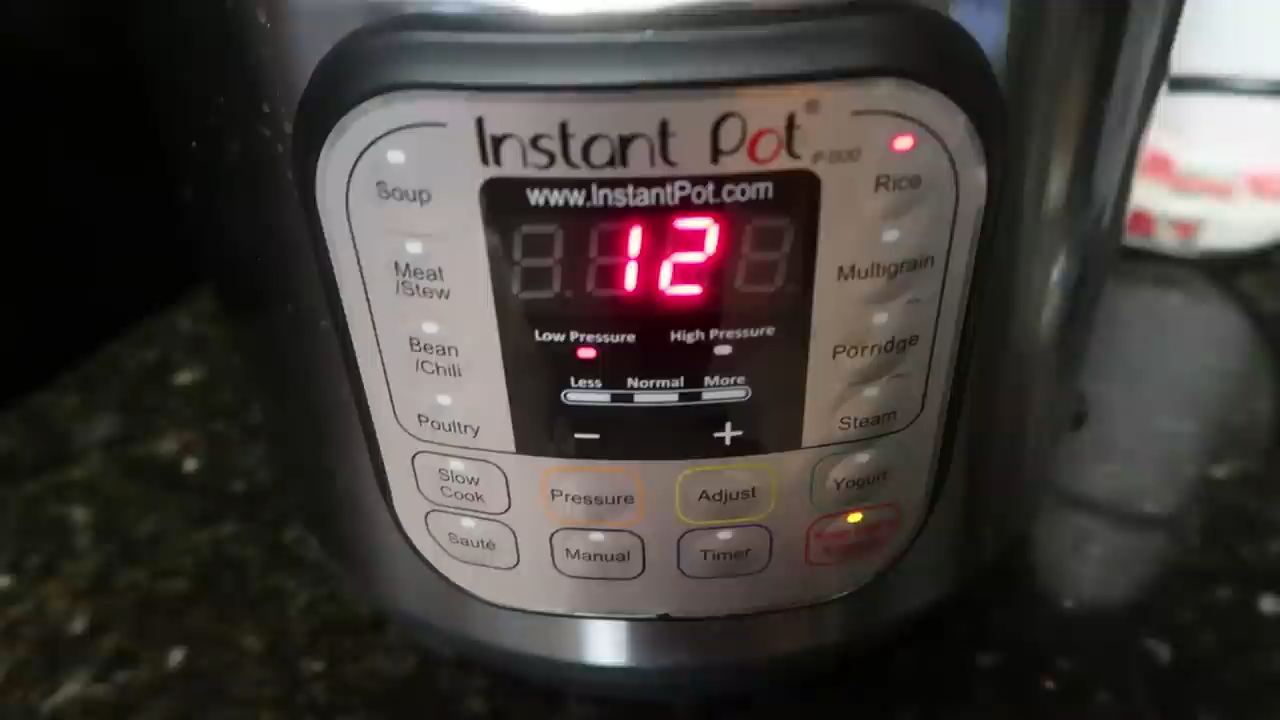 Instant Pot®
www.InstantPot.com
12
Low Pressure High Pressure
Less Normal More
− +
Soup
Meat
/Stew
Bean
/Chili
Poultry
Rice
Multigrain
Porridge
Steam
Slow
Cook
Pressure
Adjust
Yogurt
Sauté
Manual
Timer